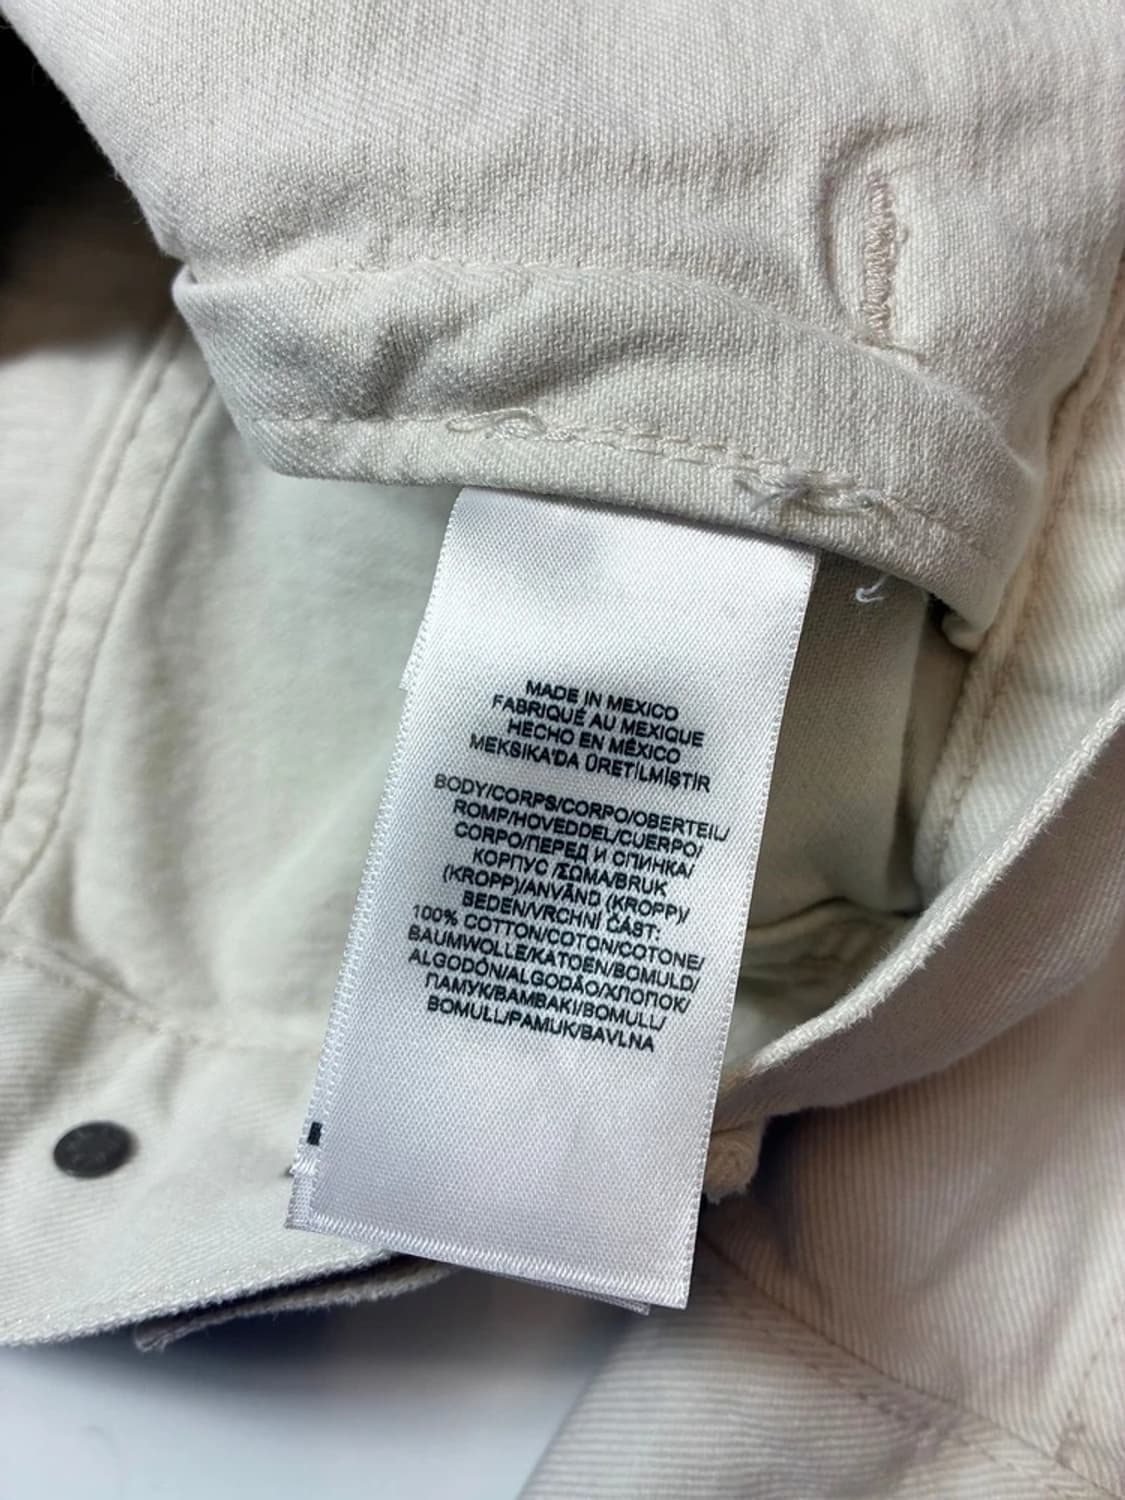 MADE IN MEXICO
FABRIQUÉ AU MEXIQUE
HECHO EN MÉXICO
MEKSIKA'DA ÜRETİLMİŞTİR
BODY/CORPS/CORPO/OBERTEIL/
ROMP/HOVEDDEL/CUERPO/
CORPO/ПЕРЕД И СПИНКА/
КОРПУС /ΣΩΜΑ/BRUK
(KROPP)/ANVÄND (KROPP)/
BEDEN/VRCHNÍ ČÁST:
100% COTTON/COTON/COTONE/
BAUMWOLLE/KATOEN/BOMULD/
ALGODÓN/ALGODÃO/ХЛОПОК/
ПАМУК/ΒΑΜΒΑΚΙ/BOMULL/
BOMULL/PAMUK/BAVLNA